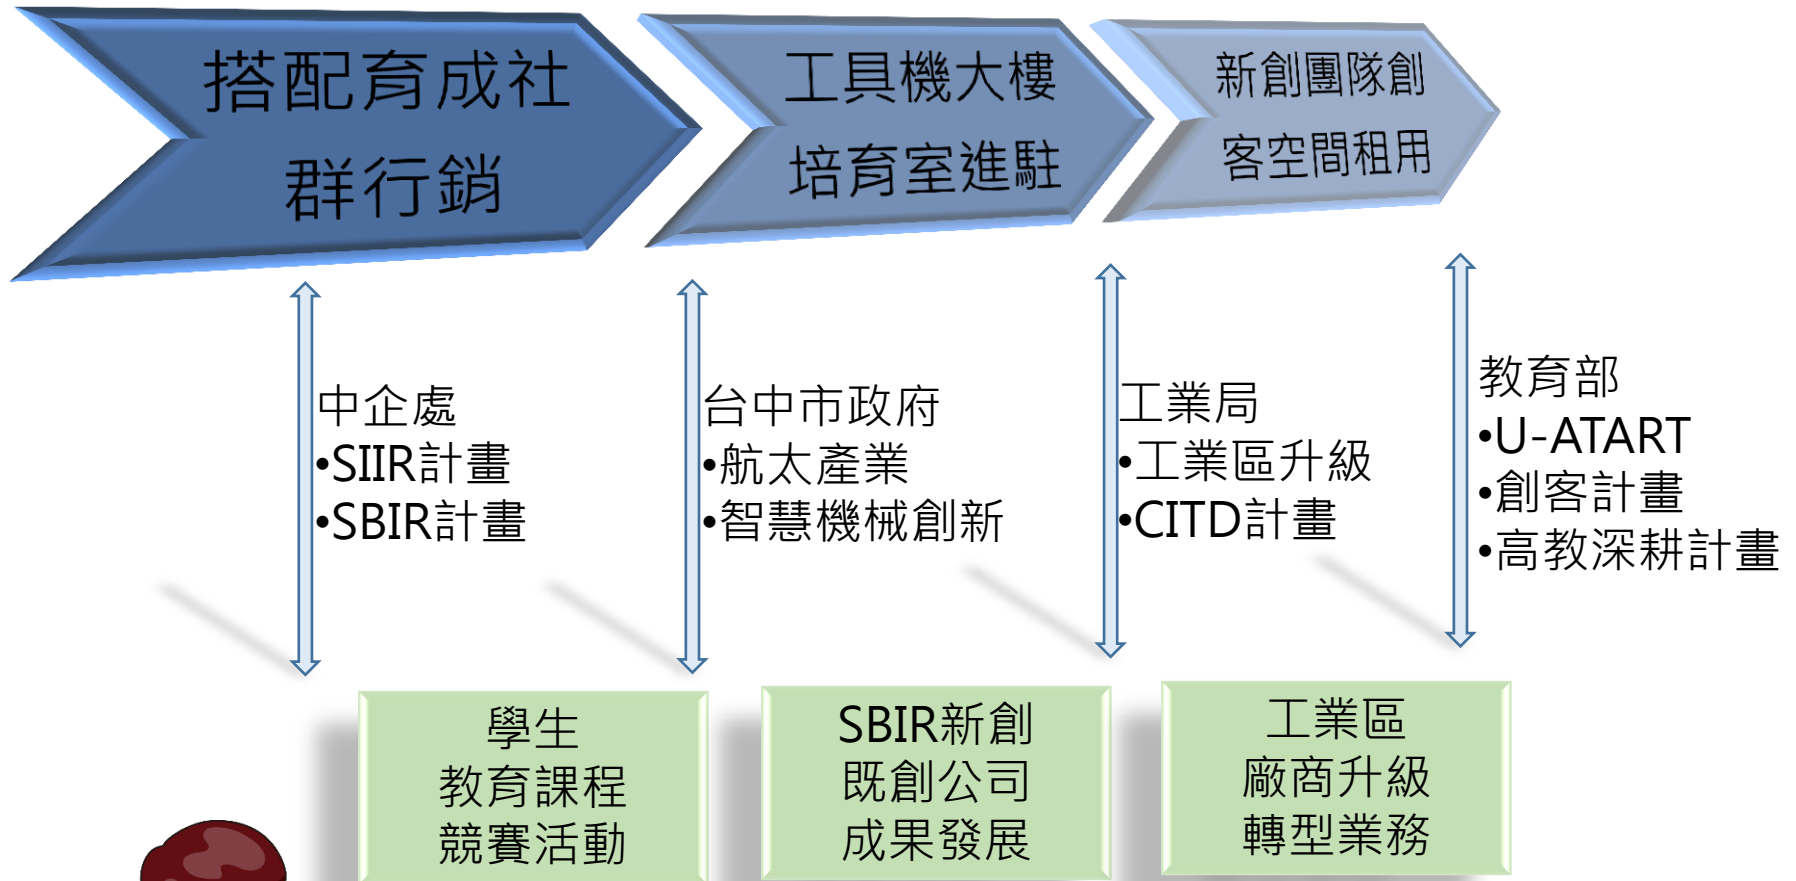 搭配育成社
群行銷
工具機大樓
培育室進駐
新創團隊創
客空間租用
中企處
•SIIR計畫
•SBIR計畫
台中市政府
•航太產業
•智慧機械創新
工業局
•工業區升級
•CITD計畫
教育部
•U-ATART
•創客計畫
•高教深耕計畫
學生
教育課程
競賽活動
SBIR新創
既創公司
成果發展
工業區
廠商升級
轉型業務